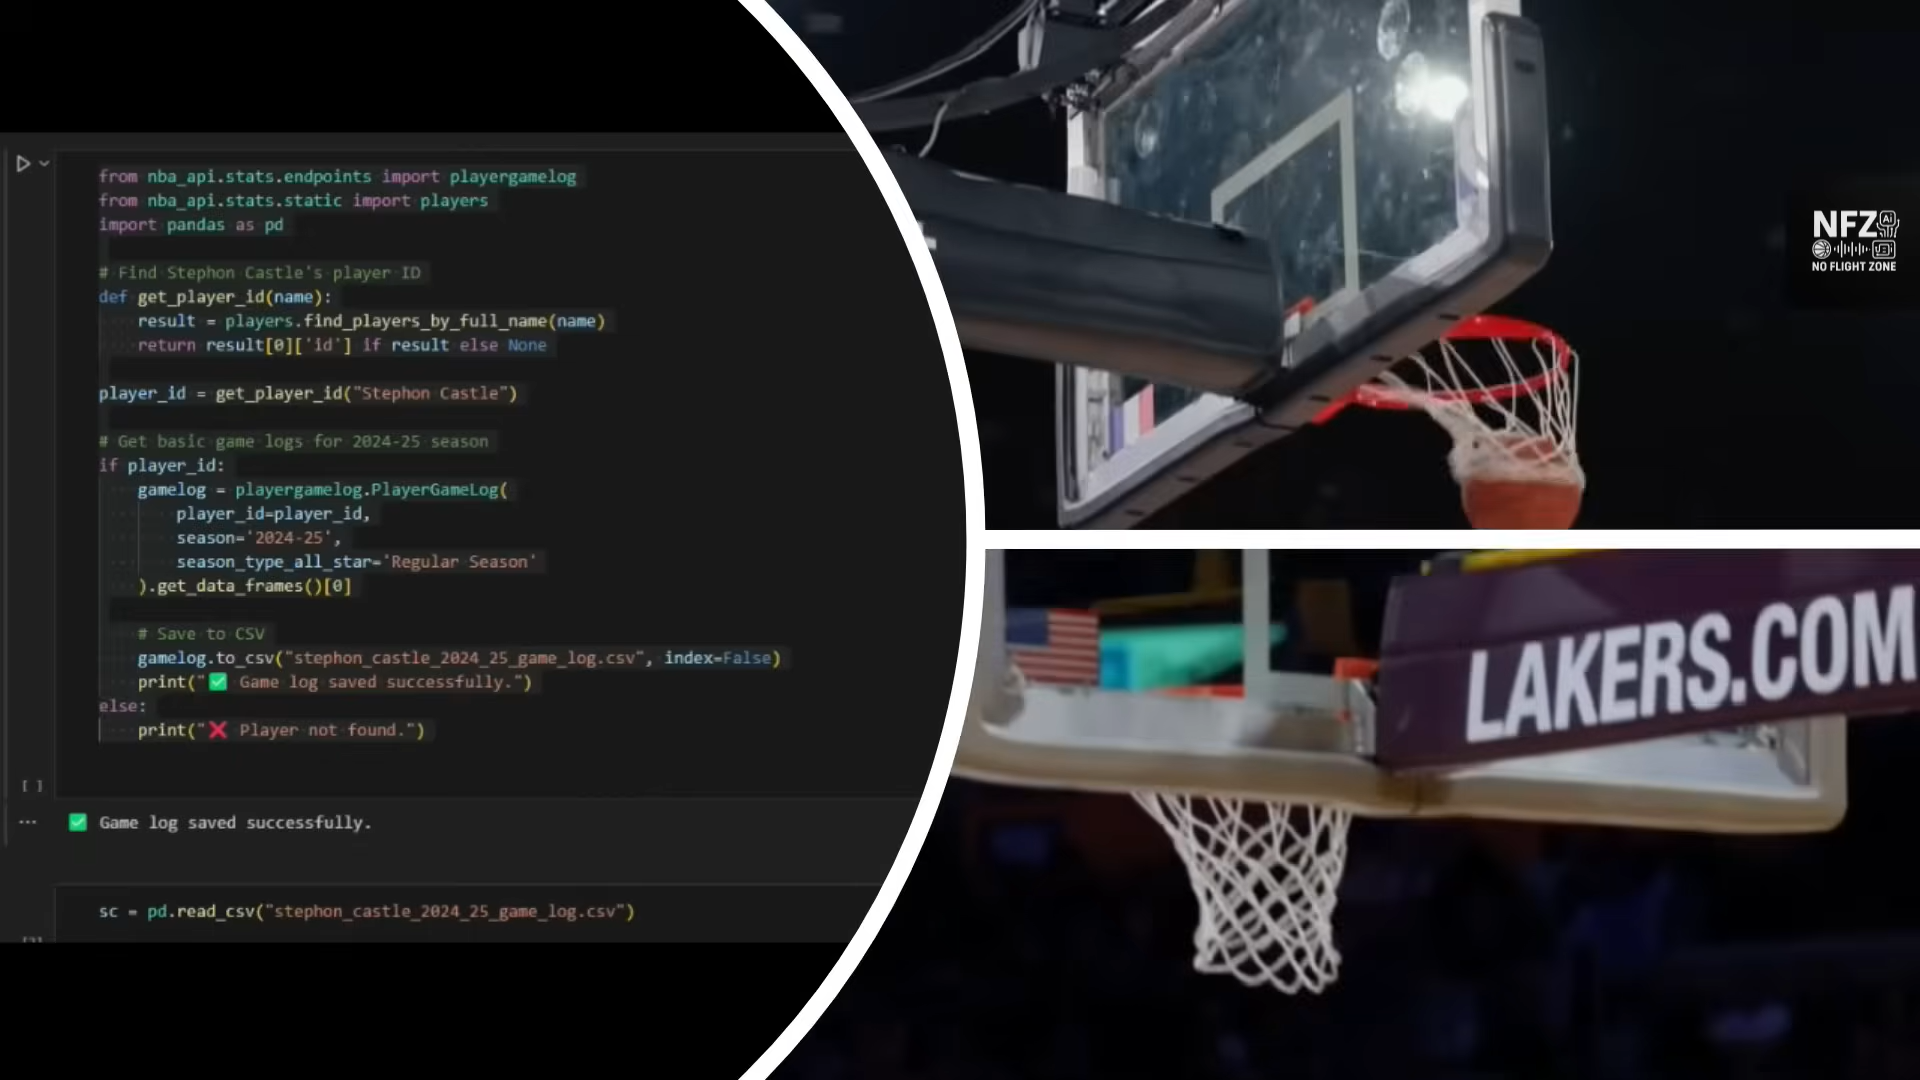 from nba_api.stats.endpoints import playergamelog
from nba_api.stats.static import players
import pandas as pd
# Find Stephon Castle's player ID
def get_player_id(name):
result = players.find_players_by_full_name(name)
return result[0]['id'] if result else None
player_id = get_player_id("Stephon Castle")
# Get basic game logs for 2024-25 season
if player_id:
gamelog = playergamelog.PlayerGameLog(
player_id=player_id,
season='2024-25',
season_type_all_star='Regular Season'
).get_data_frames()[0]
# Save to CSV
gamelog.to_csv("stephon_castle_2024_25_game_log.csv", index=False)
print("✅ Game log saved successfully.")
else:
print("❌ Player not found.")
[ ]
✅ Game log saved successfully.
sc = pd.read_csv("stephon_castle_2024_25_game_log.csv")
NFZ
Ai
NO FLIGHT ZONE
LAKERS.COM